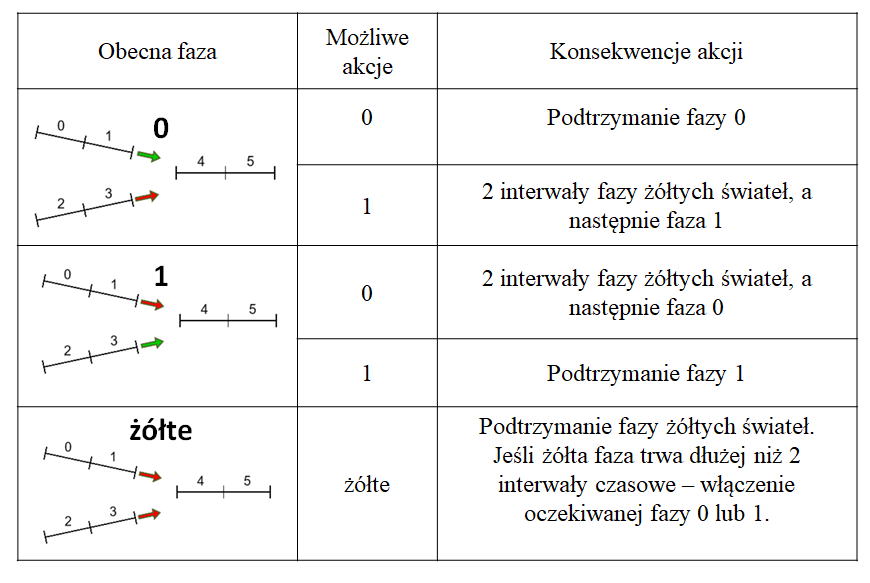 Obecna faza
Możliwe
akcje
Konsekwencje akcji
0
1
0
2
3
4
5
0
Podtrzymanie fazy 0
1
2 interwały fazy żółtych świateł, a
następnie faza 1
0
1
1
2
3
4
5
0
2 interwały fazy żółtych świateł, a
następnie faza 0
1
Podtrzymanie fazy 1
żółte
0
1
2
3
4
5
żółte
Podtrzymanie fazy żółtych świateł.
Jeśli żółta faza trwa dłużej niż 2
interwały czasowe – włączenie
oczekiwanej fazy 0 lub 1.